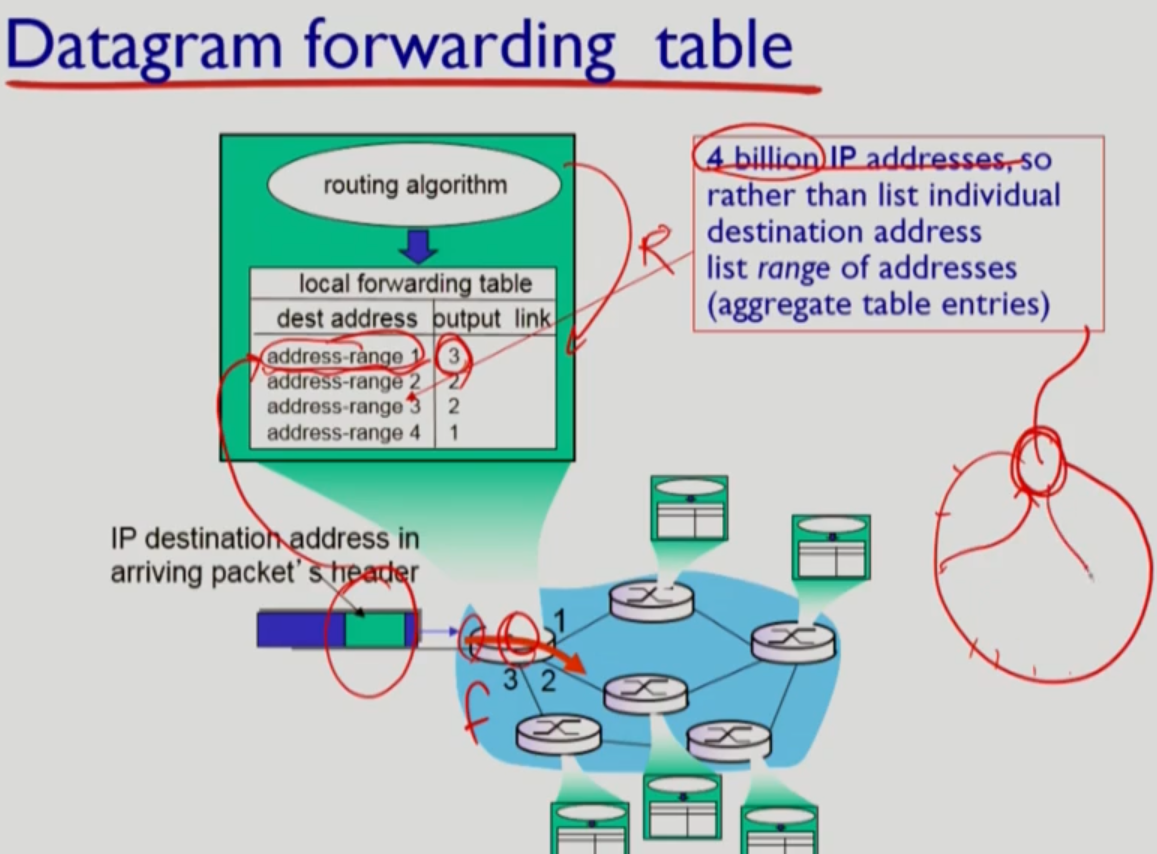 Datagram forwarding table
routing algorithm
local forwarding table
dest address output link
address-range 1 3
address-range 2 2
address-range 3 2
address-range 4 1
4 billion IP addresses, so
rather than list individual
destination address
list range of addresses
(aggregate table entries)
R
IP destination address in
arriving packet's header
1
3 2
f